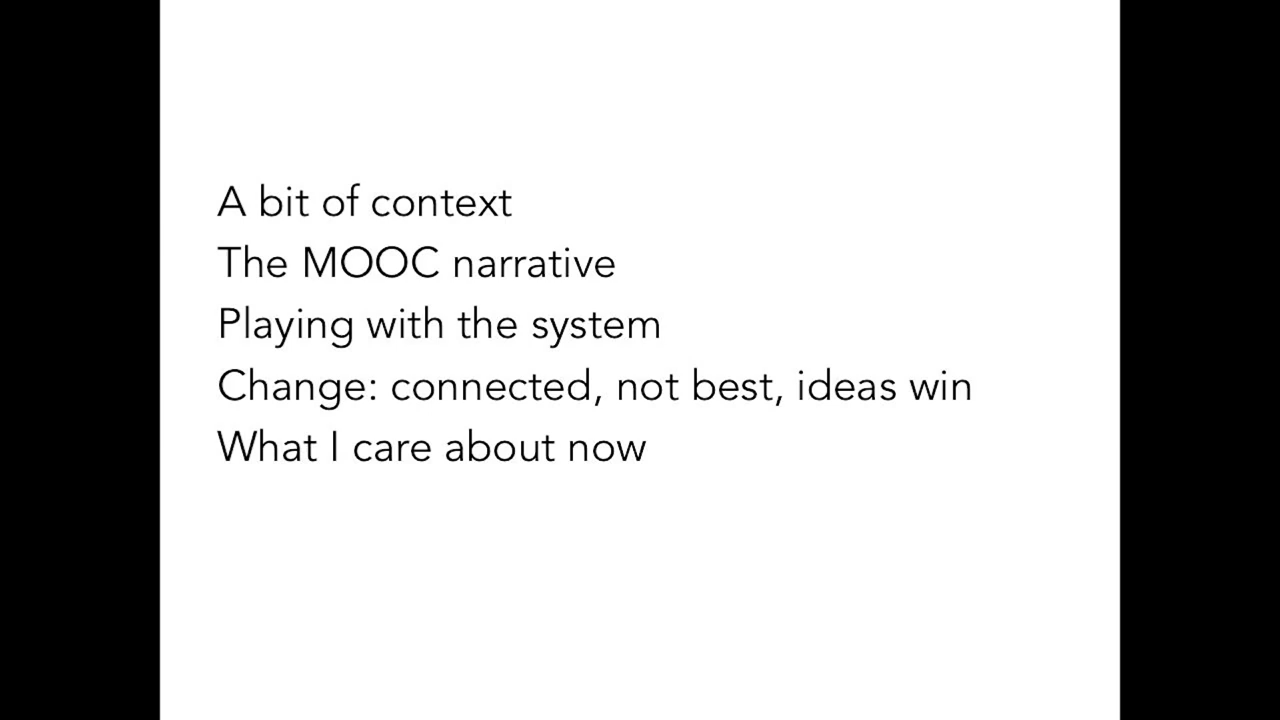 A bit of context
The MOOC narrative
Playing with the system
Change: connected, not best, ideas win
What I care about now